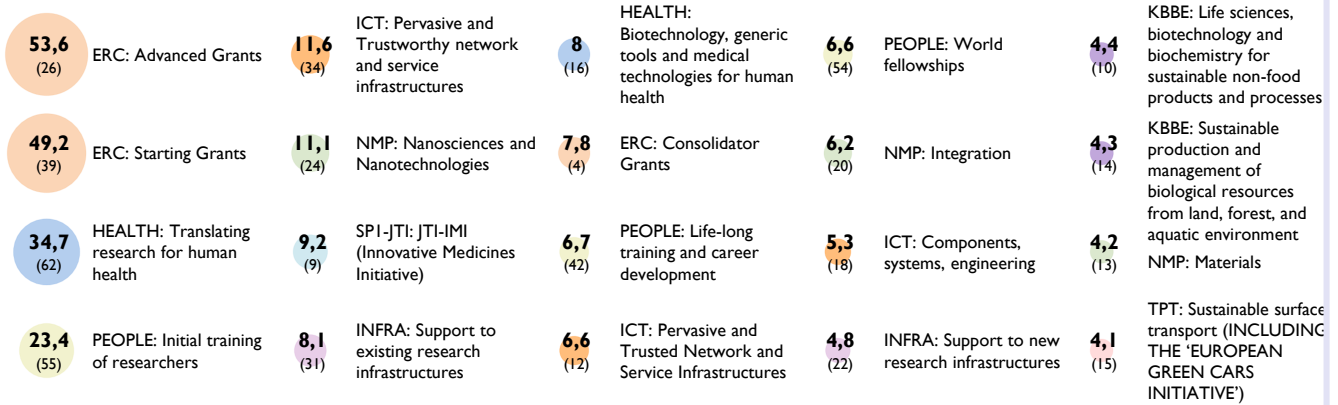 53,6
(26)
ERC: Advanced Grants
11,6
(34)
ICT: Pervasive and
Trustworthy network
and service
infrastructures
8
(16)
HEALTH:
Biotechnology, generic
tools and medical
technologies for human
health
6,6
(54)
PEOPLE: World
fellowships
4,4
(10)
KBBE: Life sciences,
biotechnology and
biochemistry for
sustainable non-food
products and processes
49,2
(39)
ERC: Starting Grants
11,1
(24)
NMP: Nanosciences and
Nanotechnologies
7,8
(4)
ERC: Consolidator
Grants
6,2
(20)
NMP: Integration
4,3
(14)
KBBE: Sustainable
production and
management of
biological resources
from land, forest, and
aquatic environment
34,7
(62)
HEALTH: Translating
research for human
health
9,2
(9)
SP1-JTI: JTI-IMI
(Innovative Medicines
Initiative)
6,7
(42)
PEOPLE: Life-long
training and career
development
5,3
(18)
ICT: Components,
systems, engineering
4,2
(13)
NMP: Materials
23,4
(55)
PEOPLE: Initial training
of researchers
8,1
(31)
INFRA: Support to
existing research
infrastructures
6,6
(12)
ICT: Pervasive and
Trusted Network and
Service Infrastructures
4,8
(22)
INFRA: Support to new
research infrastructures
4,1
(15)
TPT: Sustainable surface
transport (INCLUDING
THE ‘EUROPEAN
GREEN CARS
INITIATIVE’)